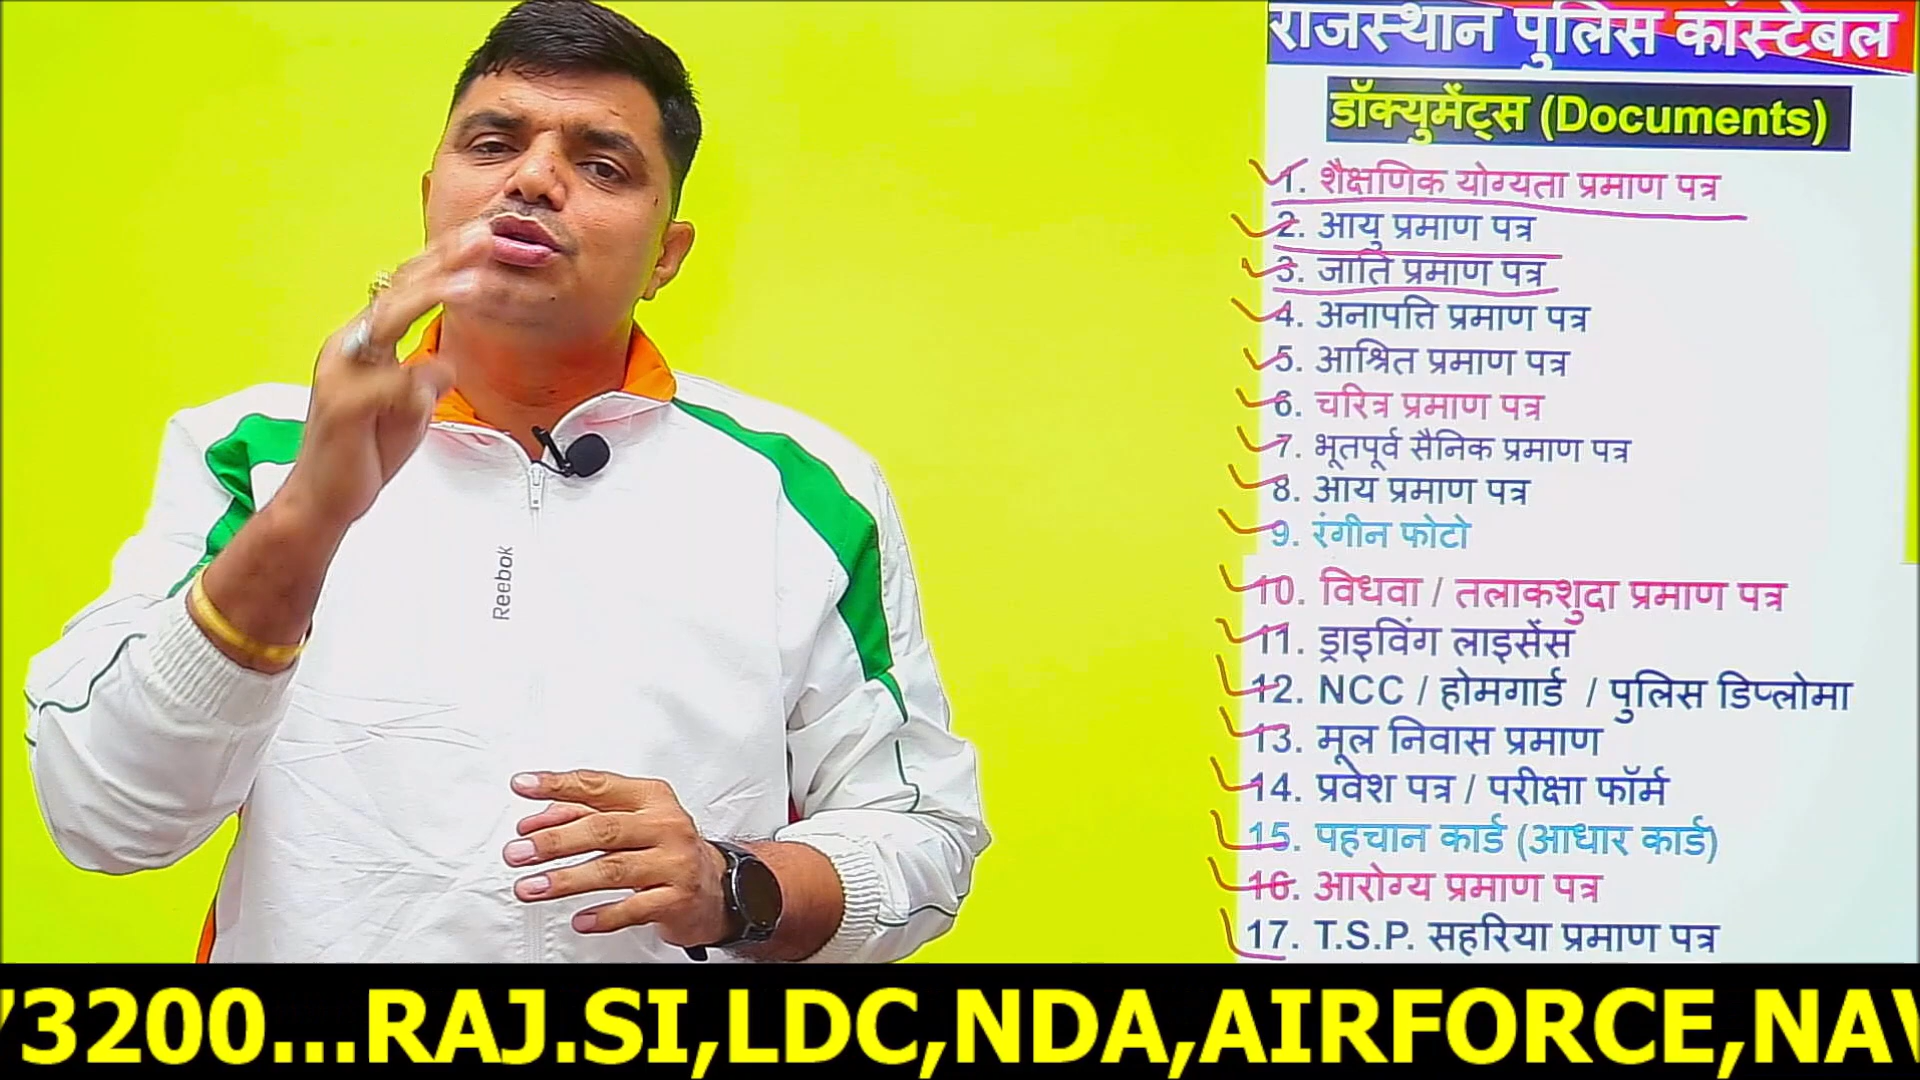 राजस्थान पुलिस कांस्टेबल
डॉक्युमेंट्स (Documents)
1. शैक्षणिक योग्यता प्रमाण पत्र
2. आयु प्रमाण पत्र
3. जाति प्रमाण पत्र
4. अनापत्ति प्रमाण पत्र
5. आश्रित प्रमाण पत्र
6. चरित्र प्रमाण पत्र
7. भूतपूर्व सैनिक प्रमाण पत्र
8. आय प्रमाण पत्र
9. रंगीन फोटो
10. विधवा / तलाकशुदा प्रमाण पत्र
11. ड्राइविंग लाइसेंस
12. NCC / होमगार्ड / पुलिस डिप्लोमा
13. मूल निवास प्रमाण
14. प्रवेश पत्र / परीक्षा फॉर्म
15. पहचान कार्ड (आधार कार्ड)
16. आरोग्य प्रमाण पत्र
17. T.S.P. सहरिया प्रमाण पत्र
Reebok
3200...RAJ.SI,LDC,NDA,AIRFORCE,NAV